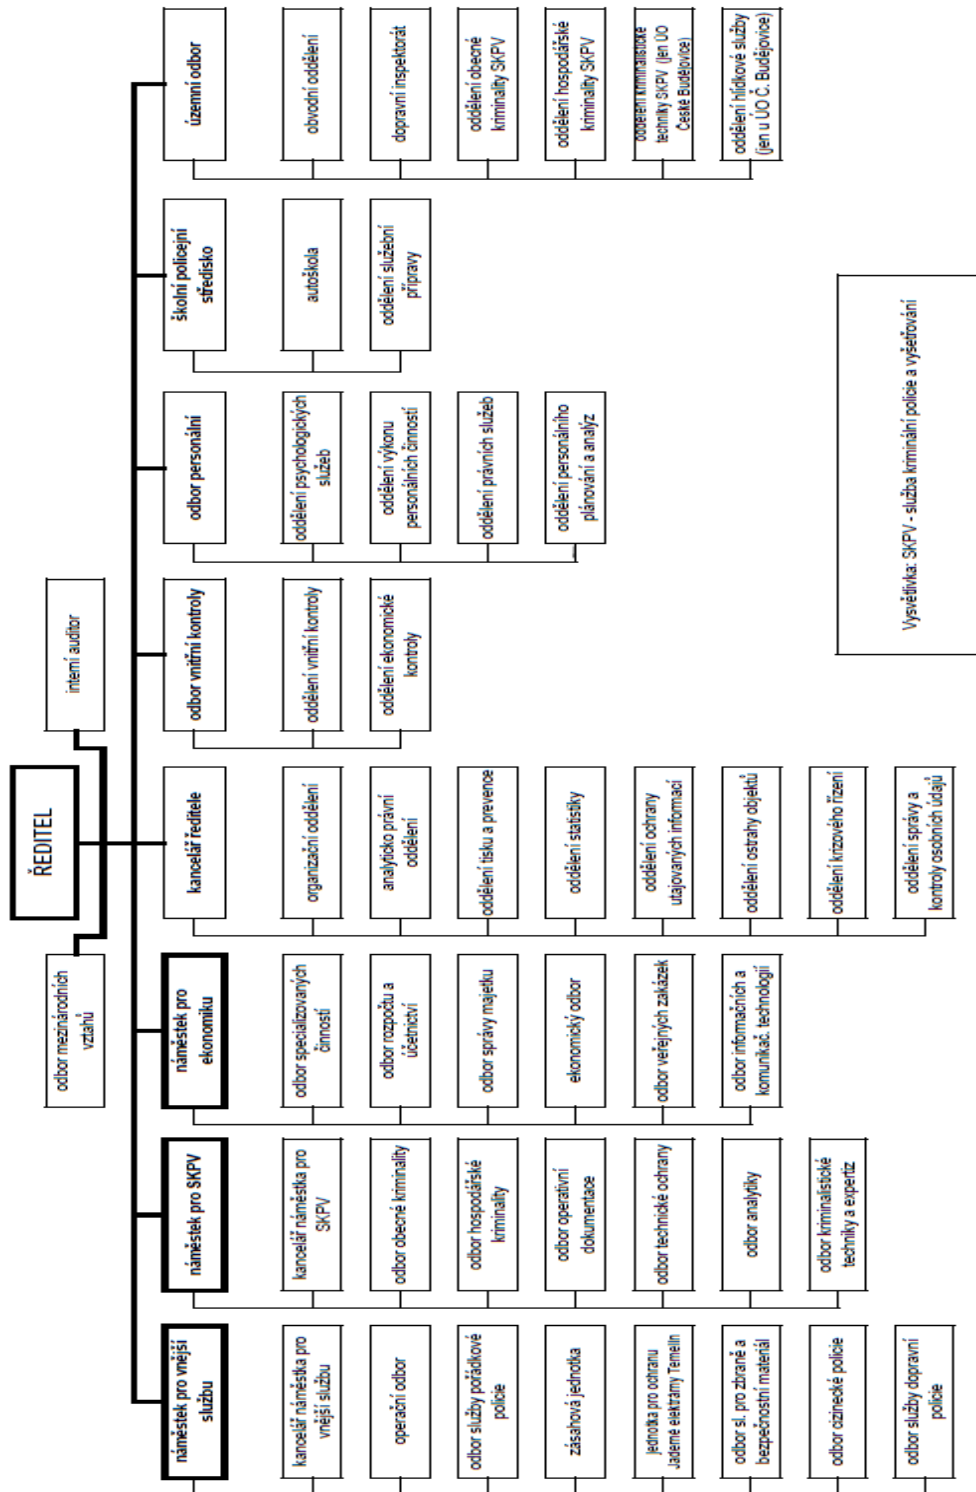 ŘEDITEL
odbor mezinárodních
vztahů
interní auditor
náměstek pro vnější
službu
kancelář náměstka pro
vnější službu
operační odbor
odbor služby pořádkové
policie
zásahová jednotka
jednotka pro ochranu
Jaderné elektrárny Temelín
odbor sl. pro zbraně a
bezpečnostní materiál
odbor cizinecké policie
odbor služby dopravní
policie
náměstek pro SKPV
kancelář náměstka pro
SKPV
odbor obecné kriminality
odbor hospodářské
kriminality
odbor operativní
dokumentace
odbor technické ochrany
odbor analytiky
odbor kriminalistické
techniky a expertiz
náměstek pro
ekonomiku
odbor specializovaných
činností
odbor rozpočtu a
účetnictví
odbor správy majetku
ekonomický odbor
odbor veřejných zakázek
odbor informačních a
komunikač. technologií
kancelář ředitele
organizační oddělení
analyticko právní
oddělení
oddělení tisku a prevence
oddělení statistiky
oddělení ochrany
utajovaných informací
oddělení ostrahy objektů
oddělení krizového řízení
oddělení správy a
kontroly osobních údajů
odbor vnitřní kontroly
oddělení vnitřní kontroly
oddělení ekonomické
kontroly
odbor personální
oddělení psychologických
služeb
oddělení výkonu
personálních činností
oddělení právních služeb
oddělení personálního
plánování a analýz
školní policejní
středisko
autoškola
oddělení služební
přípravy
územní odbor
obvodní oddělení
dopravní inspektorát
oddělení obecné
kriminality SKPV
oddělení hospodářské
kriminality SKPV
oddělení kriminalistické
techniky SKPV (jen ÚO
České Budějovice)
oddělení hlídkové služby
(jen u ÚO Č. Budějovice)
Vysvětlivka: SKPV - služba kriminální policie a vyšetřování